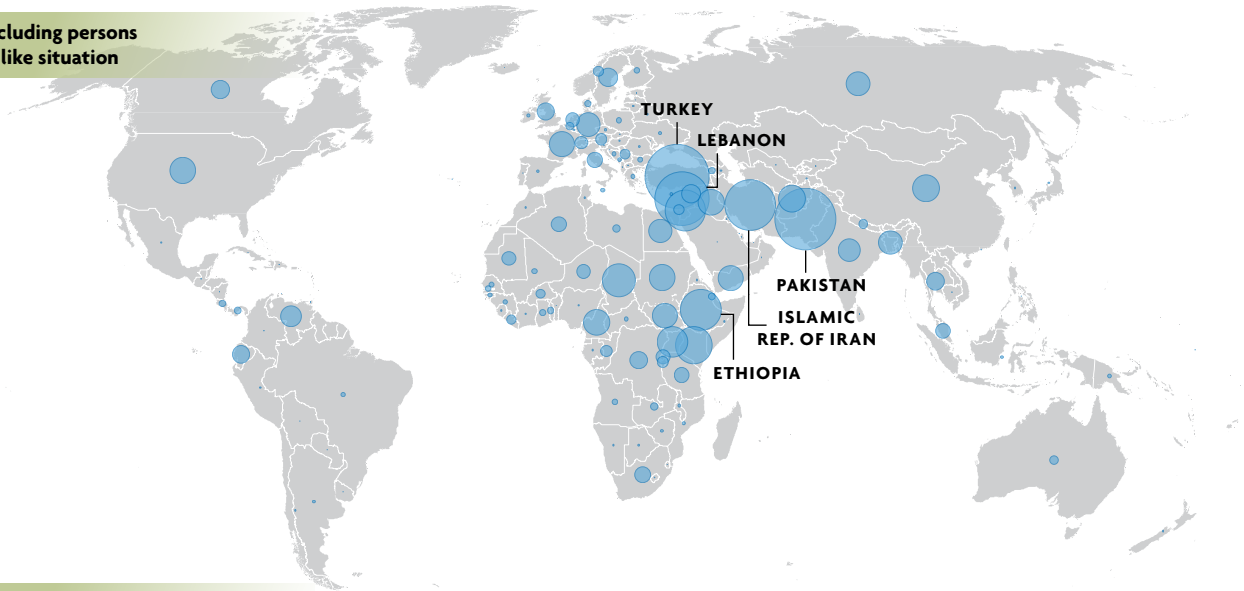 cluding persons
like situation
TURKEY
LEBANON
PAKISTAN
ISLAMIC
REP. OF IRAN
ETHIOPIA